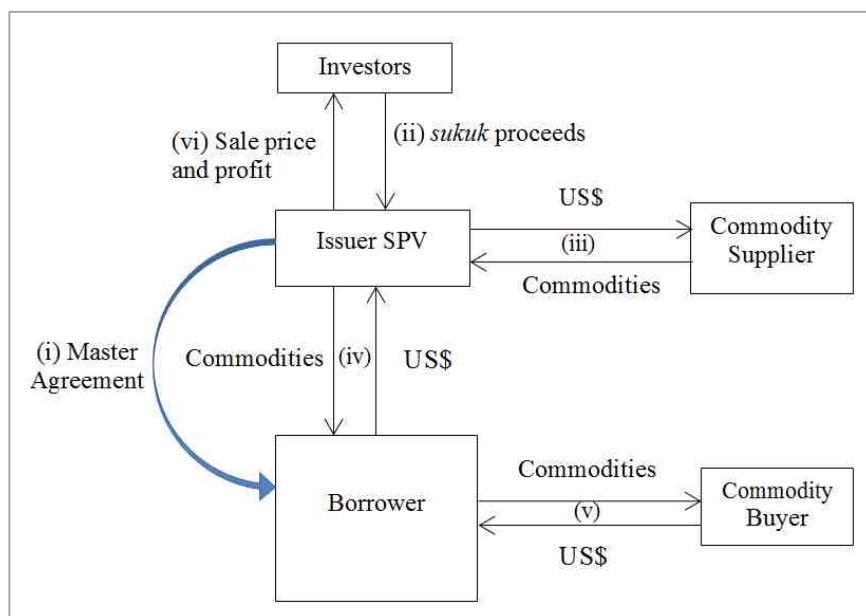 Investors
(vi) Sale price
and profit
(ii) sukuk proceeds
US$
Issuer SPV
(iii)
Commodity
Supplier
Commodities
(i) Master
Agreement
Commodities
(iv)
US$
Borrower
Commodities
(v)
US$
Commodity
Buyer